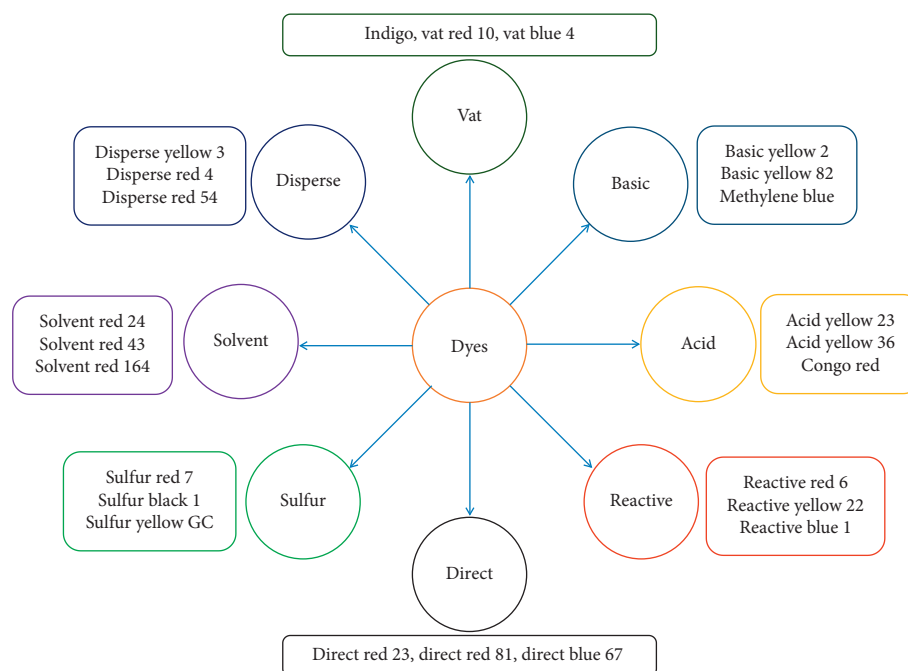 Indigo, vat red 10, vat blue 4
Vat
Disperse yellow 3
Disperse red 4
Disperse red 54
Disperse
Basic
Basic yellow 2
Basic yellow 82
Methylene blue
Solvent red 24
Solvent red 43
Solvent red 164
Solvent
Dyes
Acid
Acid yellow 23
Acid yellow 36
Congo red
Sulfur red 7
Sulfur black 1
Sulfur yellow GC
Sulfur
Reactive
Reactive red 6
Reactive yellow 22
Reactive blue 1
Direct
Direct red 23, direct red 81, direct blue 67